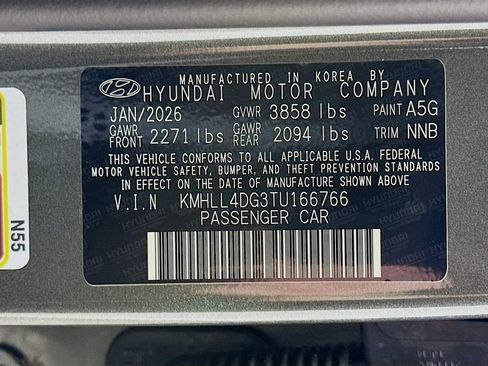 MANUFACTURED IN KOREA BY
HYUNDAI MOTOR COMPANY
JAN/2026 GVWR 3858 lbs PAINT A5G
GAWR FRONT 2271 lbs GAWR REAR 2094 lbs TRIM NNB
THIS VEHICLE CONFORMS TO ALL APPLICABLE U.S.A. FEDERAL
MOTOR VEHICLE SAFETY, BUMPER, AND THEFT PREVENTION STANDARDS
IN EFFECT ON THE DATE OF MANUFACTURE SHOWN ABOVE.
V.I.N KMHLL4DG3TU166766
PASSENGER CAR
N55